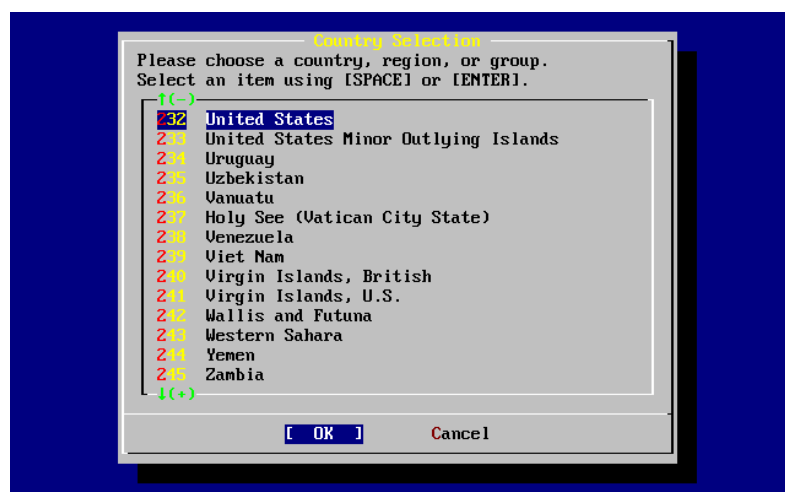 Country Selection
Please choose a country, region, or group.
Select an item using [SPACE] or [ENTER].
↑(-)
232 United States
233 United States Minor Outlying Islands
234 Uruguay
235 Uzbekistan
236 Vanuatu
237 Holy See (Vatican City State)
238 Venezuela
239 Viet Nam
240 Virgin Islands, British
241 Virgin Islands, U.S.
242 Wallis and Futuna
243 Western Sahara
244 Yemen
245 Zambia
↓(+)
[ OK ] Cancel